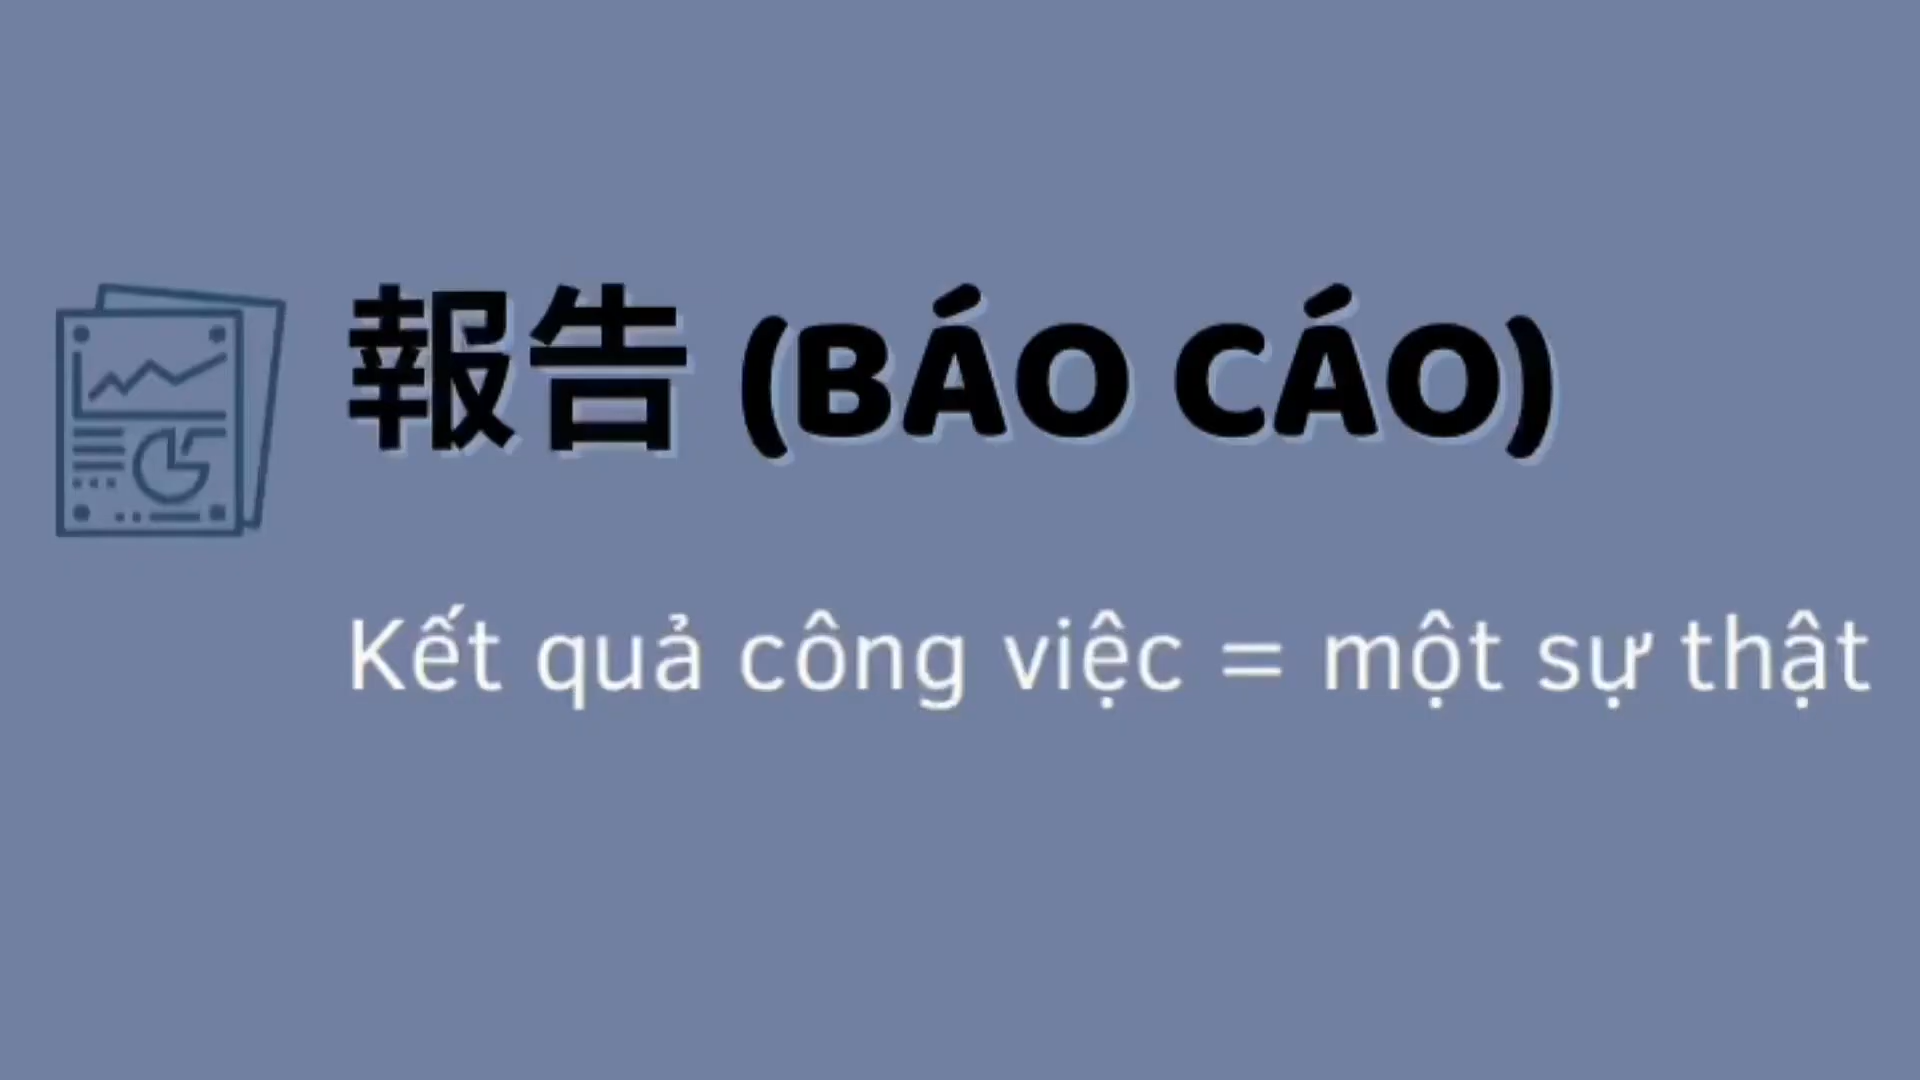 報告 (BÁO CÁO)
Kết quả công việc = một sự thật